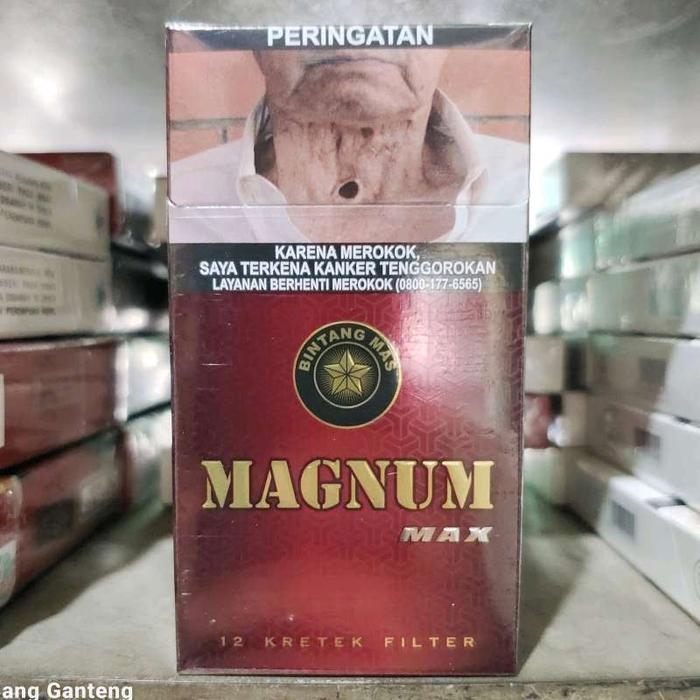 PERINGATAN
KARENA MEROKOK,
SAYA TERKENA KANKER TENGGOROKAN
LAYANAN BERHENTI MEROKOK (0800-177-6565)
BINTANG MAS
MAGNUM
MAX
12 KRETEK FILTER
ang Ganteng